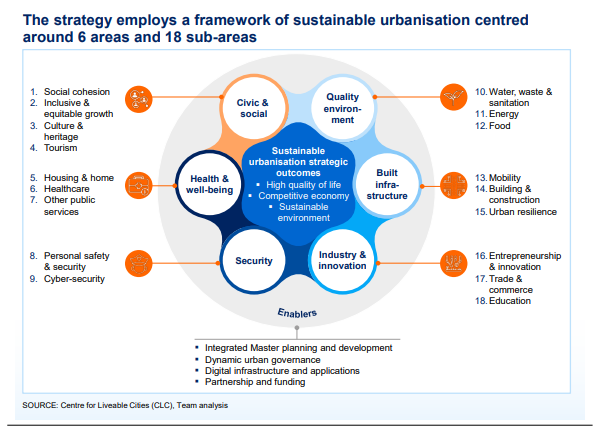 The strategy employs a framework of sustainable urbanisation centred
around 6 areas and 18 sub-areas
1. Social cohesion
2. Inclusive &
equitable growth
3. Culture &
heritage
4. Tourism
5. Housing & home
6. Healthcare
7. Other public
services
8. Personal safety
& security
9. Cyber-security
Civic &
social
Quality
environ-
ment
Health &
well-being
Sustainable
urbanisation strategic
outcomes
▪ High quality of life
▪ Competitive economy
▪ Sustainable
environment
Built
infra-
structure
Security
Industry &
innovation
Enablers
10. Water, waste &
sanitation
11. Energy
12. Food
13. Mobility
14. Building &
construction
15. Urban resilience
16. Entrepreneurship
& innovation
17. Trade &
commerce
18. Education
▪ Integrated Master planning and development
▪ Dynamic urban governance
▪ Digital infrastructure and applications
▪ Partnership and funding
SOURCE: Centre for Liveable Cities (CLC), Team analysis